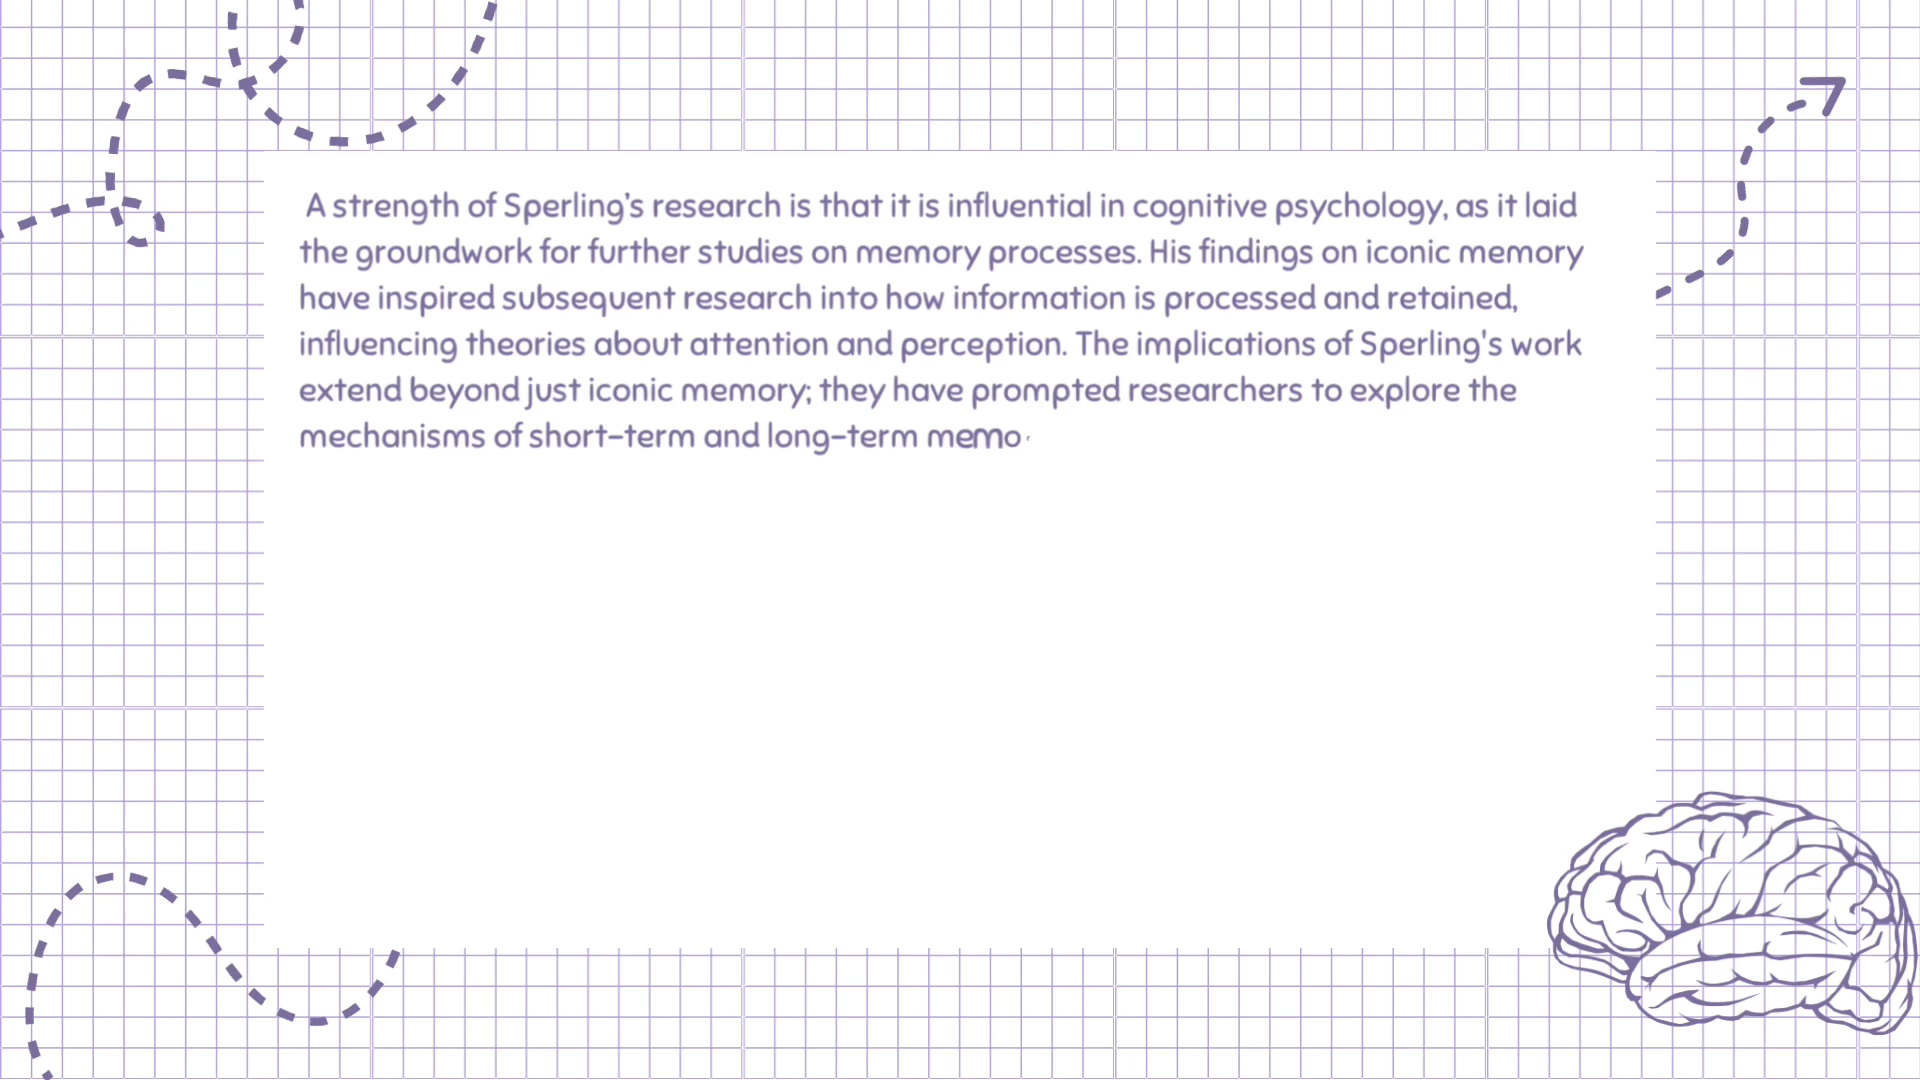 A strength of Sperling’s research is that it is influential in cognitive psychology, as it laid
the groundwork for further studies on memory processes. His findings on iconic memory
have inspired subsequent research into how information is processed and retained,
influencing theories about attention and perception. The implications of Sperling's work
extend beyond just iconic memory; they have prompted researchers to explore the
mechanisms of short-term and long-term memo